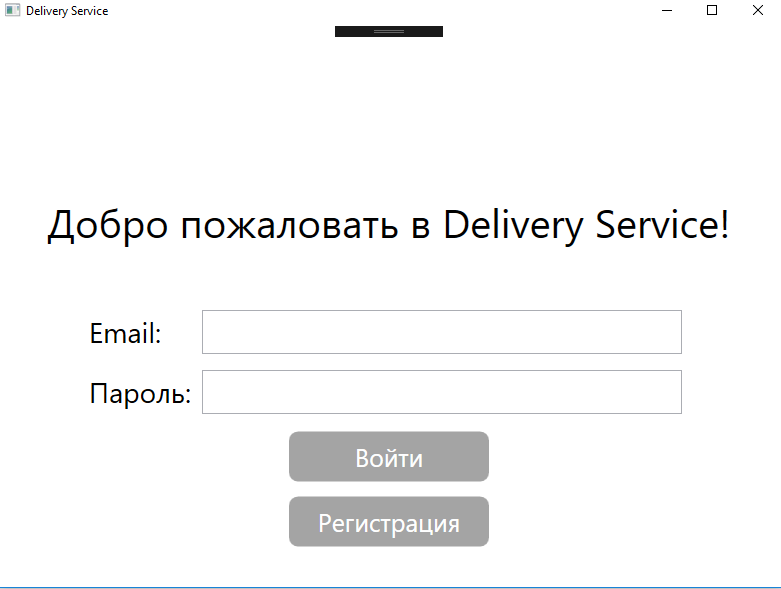 Delivery Service
Добро пожаловать в Delivery Service!
Email:
Пароль:
Войти
Регистрация